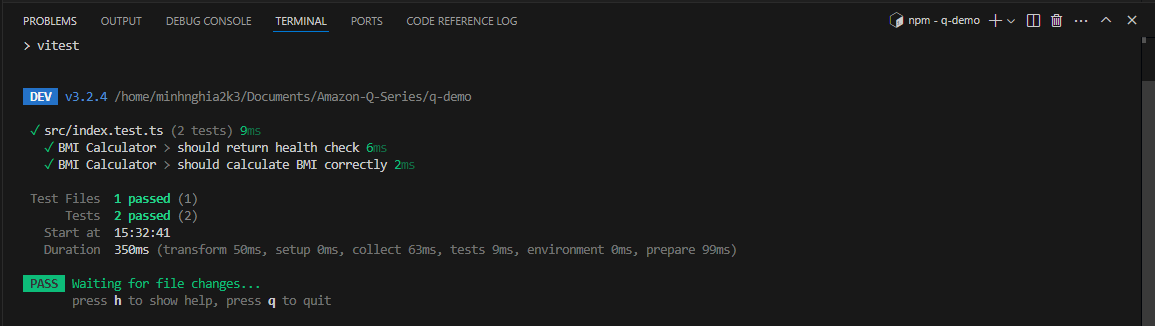 PROBLEMS OUTPUT DEBUG CONSOLE TERMINAL PORTS CODE REFERENCE LOG npm - q-demo
> vitest
DEV v3.2.4 /home/minhnghia2k3/Documents/Amazon-Q-Series/q-demo
✓ src/index.test.ts (2 tests) 9ms
✓ BMI Calculator > should return health check 6ms
✓ BMI Calculator > should calculate BMI correctly 2ms
Test Files 1 passed (1)
Tests 2 passed (2)
Start at 15:32:41
Duration 350ms (transform 50ms, setup 0ms, collect 63ms, tests 9ms, environment 0ms, prepare 99ms)
PASS Waiting for file changes...
press h to show help, press q to quit